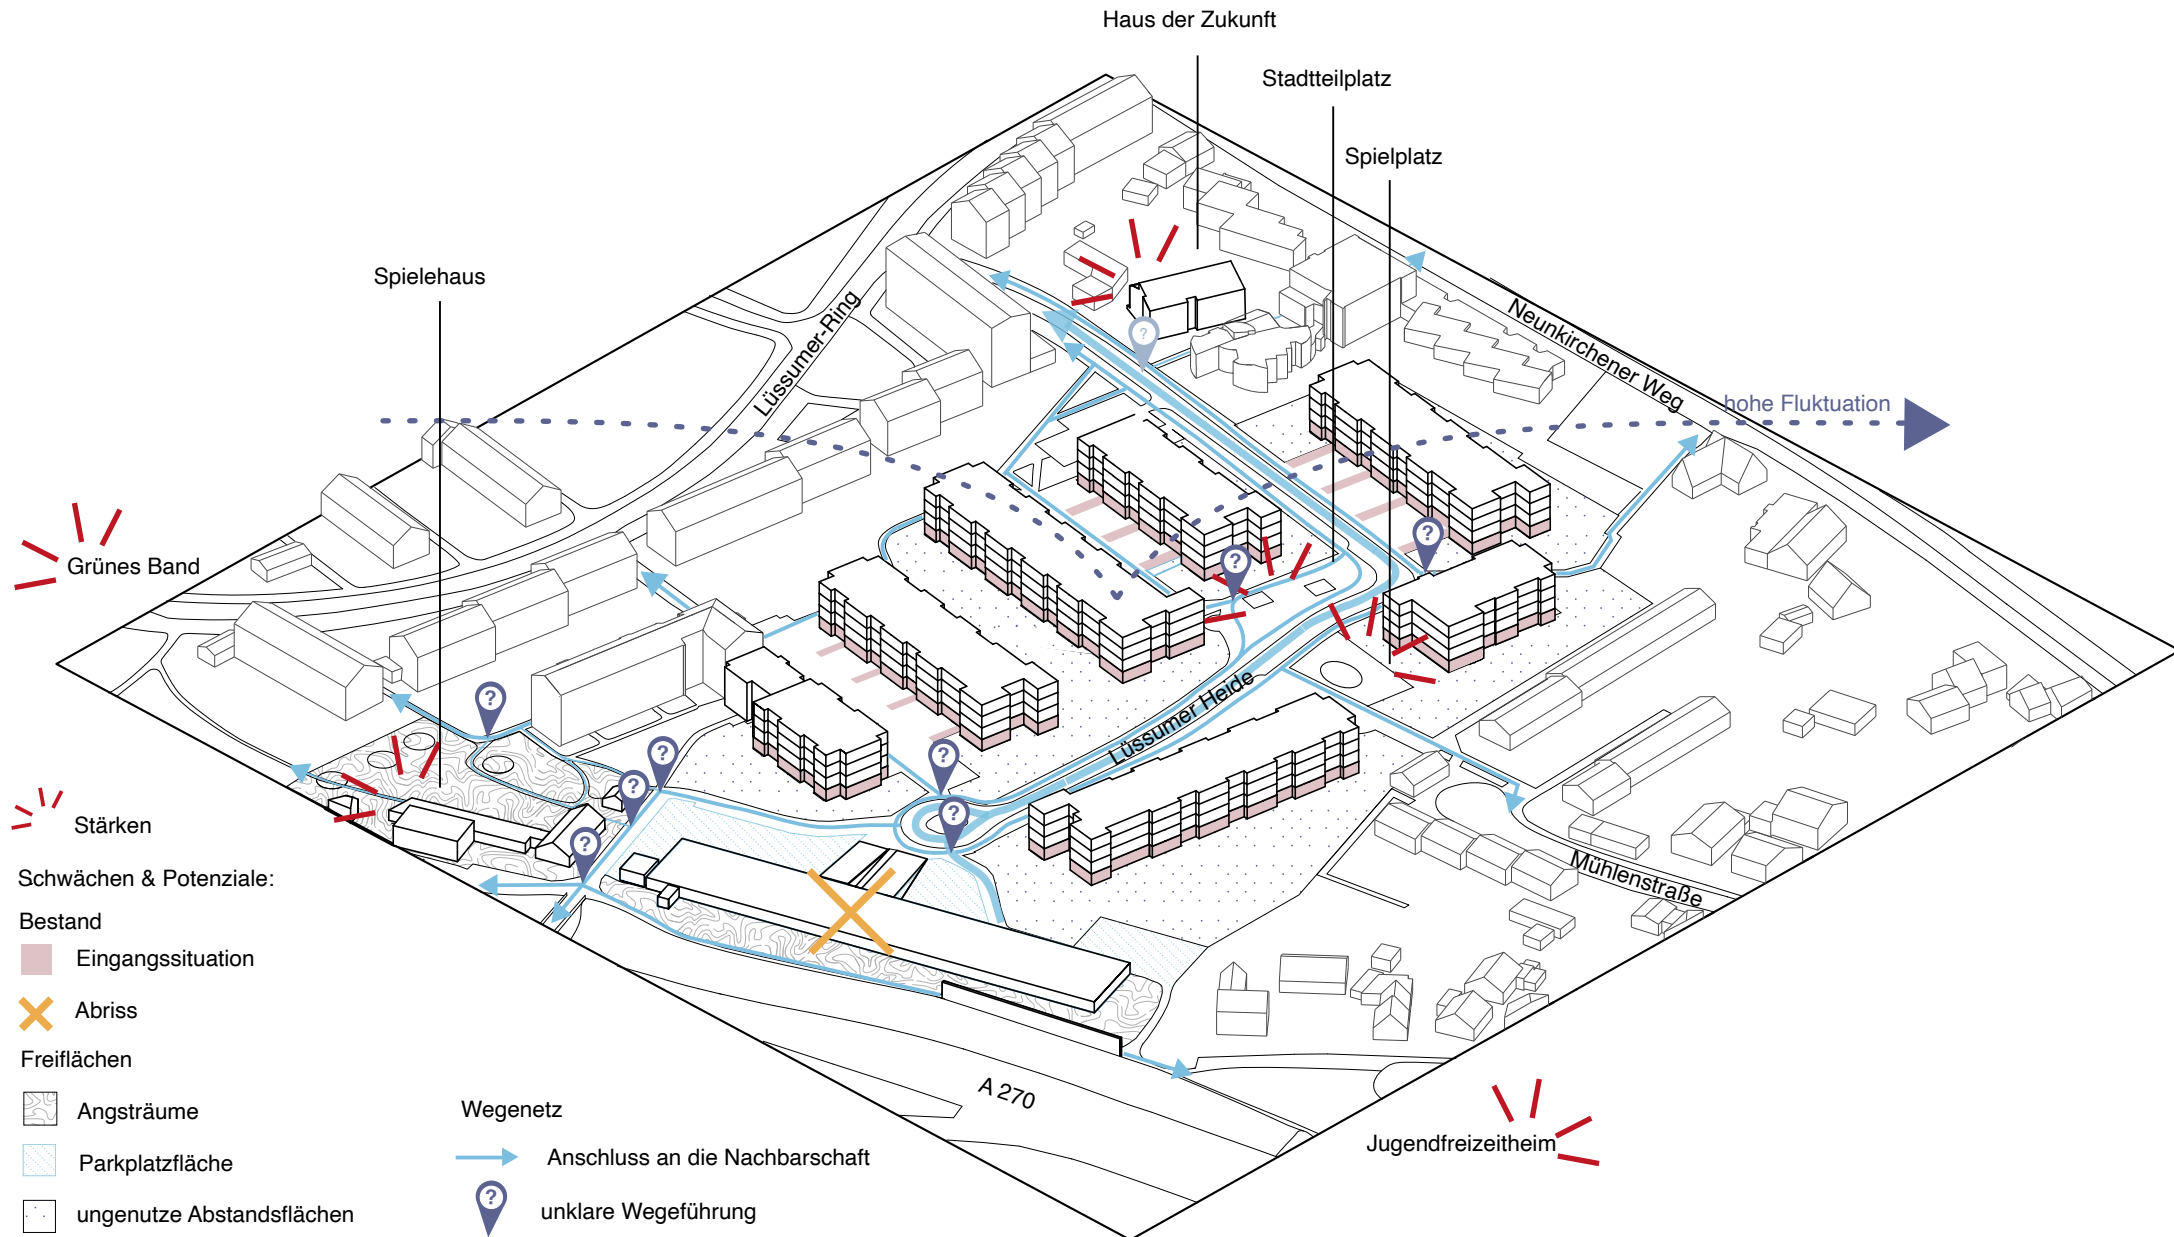 Haus der Zukunft
Stadtteilplatz
Spielplatz
Spielehaus
Lüssumer-Ring
Neunkirchener Weg
hohe Fluktuation
Grünes Band
Lüssumer Heide
Mühlenstraße
A 270
Jugendfreizeitheim
Stärken
Schwächen & Potenziale:
Bestand
Eingangssituation
Abriss
Freiflächen
Angsträume
Parkplatzfläche
ungenutze Abstandsflächen
Wegenetz
Anschluss an die Nachbarschaft
?
unklare Wegeführung
?
?
?
?
?
?
?
?
?